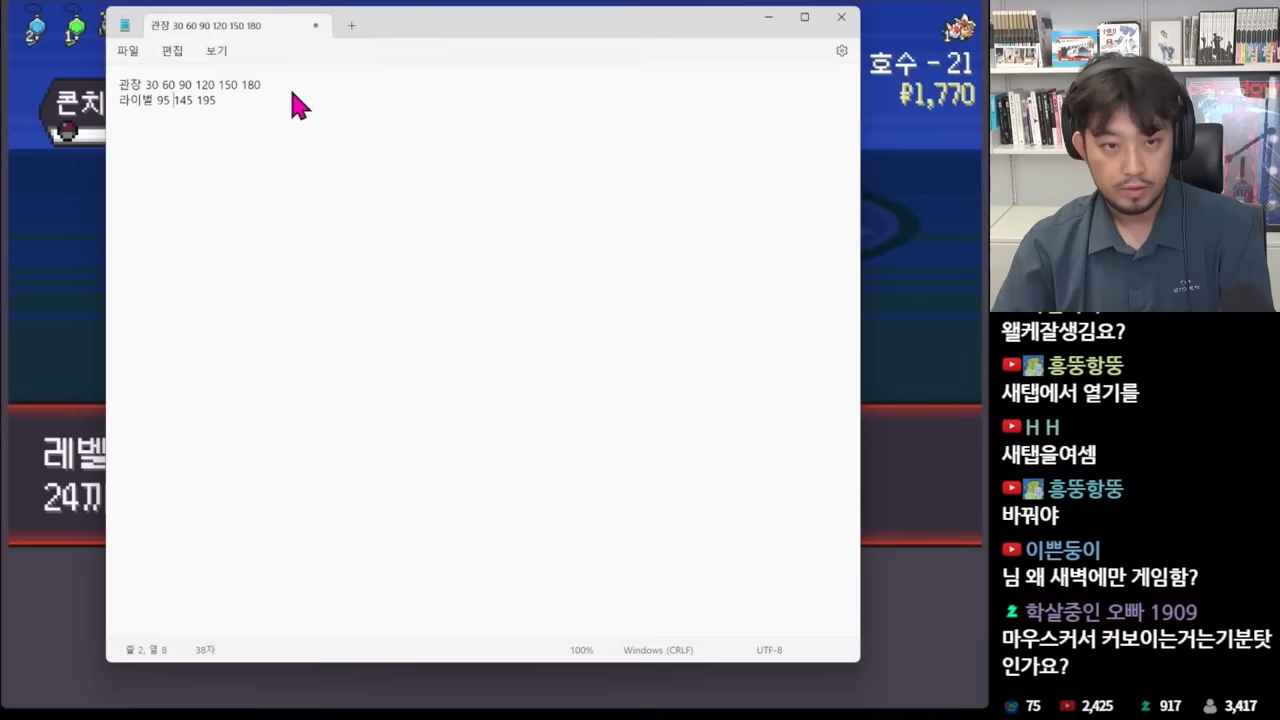 관장 30 60 90 120 150 180
파일 편집 보기
관장 30 60 90 120 150 180
라이벌 95 145 195
줄 2, 열 8 38자 100% Windows (CRLF) UTF-8
2 1
콘치
호수 - 21
₽1,770
레벨
24까
왤케잘생김요?
흥뚱항뚱
새탭에서 열기를
H H
새탭을여셈
흥뚱항뚱
바꿔야
이쁜둥이
님 왜 새벽에만 게임함?
학살중인 오빠 1909
마우스커서 커보이는거는기분탓
인가요?
75 2,425 917 3,417